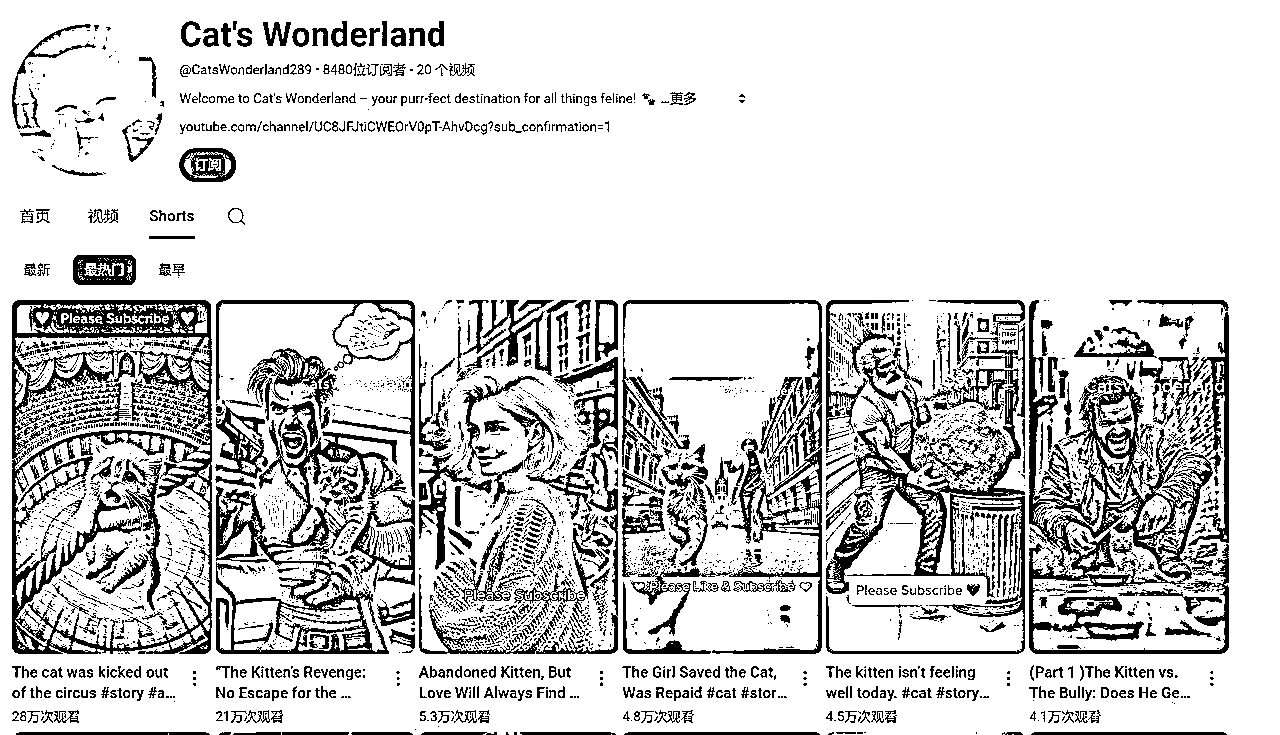 Cat's Wonderland
@CatsWonderland289 · 8480位订阅者 · 20 个视频
Welcome to Cat's Wonderland – your purr-fect destination for all things feline! 🐾 ...更多
youtube.com/channel/UC8JFJtiCWEOrV0pT-AhvDcg?sub_confirmation=1
订阅
首页 视频 Shorts
最新 最热门 最早
♥ Please Subscribe ♥
Please Subscribe
♡ Please Like & Subscribe ♡
Please Subscribe ♥
The cat was kicked out
of the circus #story #a...
28万次观看
“The Kitten's Revenge:
No Escape for the ...
21万次观看
Abandoned Kitten, But
Love Will Always Find ...
5.3万次观看
The Girl Saved the Cat,
Was Repaid #cat #stor...
4.8万次观看
The kitten isn't feeling
well today. #cat #story...
4.5万次观看
(Part 1 )The Kitten vs.
The Bully: Does He Ge...
4.1万次观看